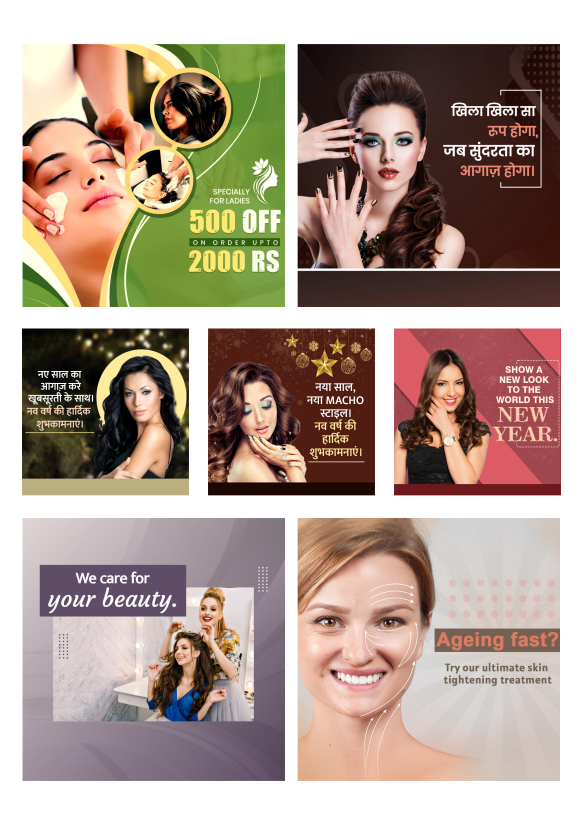 SPECIALLY
FOR LADIES
500 OFF
ON ORDER UPTO
2000 RS
खिला खिला सा
रूप होगा,
जब सुंदरता का
आगाज़ होगा।
नए साल का
आगाज़ करे
खूबसूरती के साथ।
नव वर्ष की हार्दिक
शुभकामनाएं।
नया साल,
नया MACHO
स्टाइल।
नव वर्ष की
हार्दिक
शुभकामनाएं।
SHOW A
NEW LOOK
TO THE
WORLD THIS
NEW
YEAR.
We care for
your beauty.
Ageing fast?
Try our ultimate skin
tightening treatment